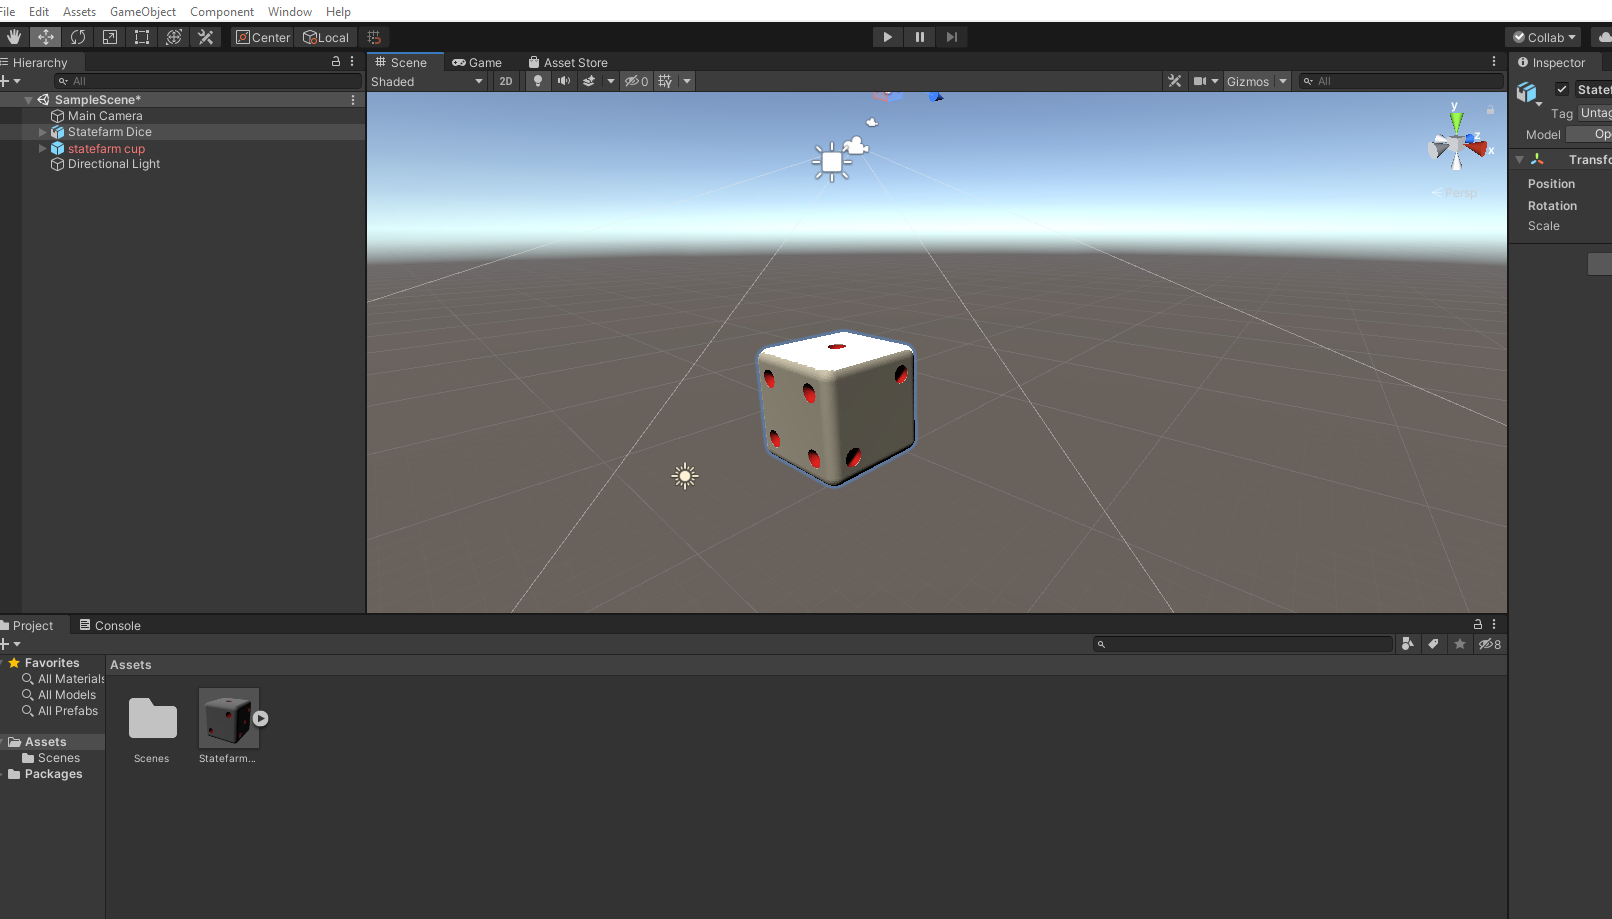 File Edit Assets GameObject Component Window Help
Center Local Collab
Hierarchy
All
SampleScene*
Main Camera
Statefarm Dice
statefarm cup
Directional Light
Scene Game Asset Store
Shaded 2D 0 Gizmos All
y
z
x
Persp
Inspector
Statef
Tag Untag
Model Op
Transfo
Position
Rotation
Scale
Project Console
8
Favorites
All Materials
All Models
All Prefabs
Assets
Scenes
Packages
Assets
Scenes Statefarm...